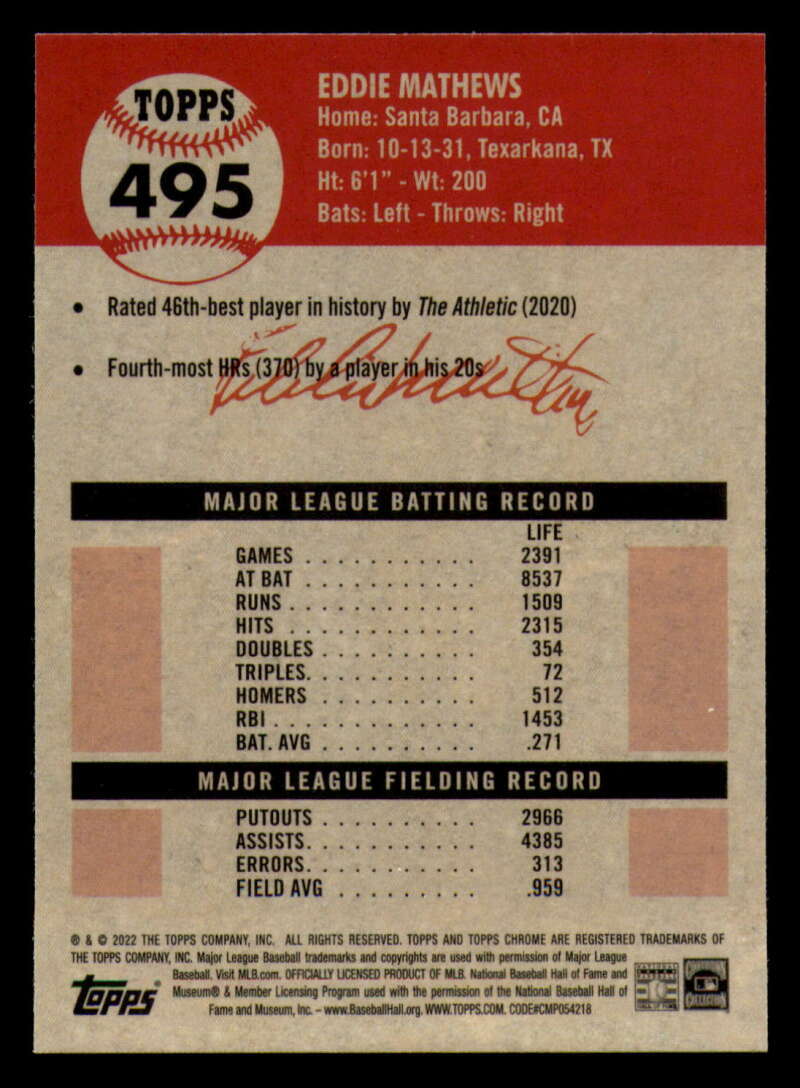 TOPPS
495
EDDIE MATHEWS
Home: Santa Barbara, CA
Born: 10-13-31, Texarkana, TX
Ht: 6'1" - Wt: 200
Bats: Left - Throws: Right
• Rated 46th-best player in history by The Athletic (2020)
• Fourth-most HRs (370) by a player in his 20s
MAJOR LEAGUE BATTING RECORD
LIFE
GAMES . . . . . . . . . . . 2391
AT BAT . . . . . . . . . . . 8537
RUNS . . . . . . . . . . . . 1509
HITS . . . . . . . . . . . . 2315
DOUBLES . . . . . . . . . . 354
TRIPLES. . . . . . . . . . . 72
HOMERS . . . . . . . . . . 512
RBI . . . . . . . . . . . . . 1453
BAT. AVG . . . . . . . . . . .271
MAJOR LEAGUE FIELDING RECORD
PUTOUTS . . . . . . . . . . 2966
ASSISTS. . . . . . . . . . . 4385
ERRORS. . . . . . . . . . . 313
FIELD AVG . . . . . . . . . .959
® & © 2022 THE TOPPS COMPANY, INC. ALL RIGHTS RESERVED. TOPPS AND TOPPS CHROME ARE REGISTERED TRADEMARKS OF
THE TOPPS COMPANY, INC. Major League Baseball trademarks and copyrights are used with permission of Major League
Baseball. Visit MLB.com. OFFICIALLY LICENSED PRODUCT OF MLB. National Baseball Hall of Fame and
Museum® & Member Licensing Program used with the permission of the National Baseball Hall of
Fame and Museum, Inc. – www.BaseballHall.org. WWW.TOPPS.COM. CODE#CMP054218
topps